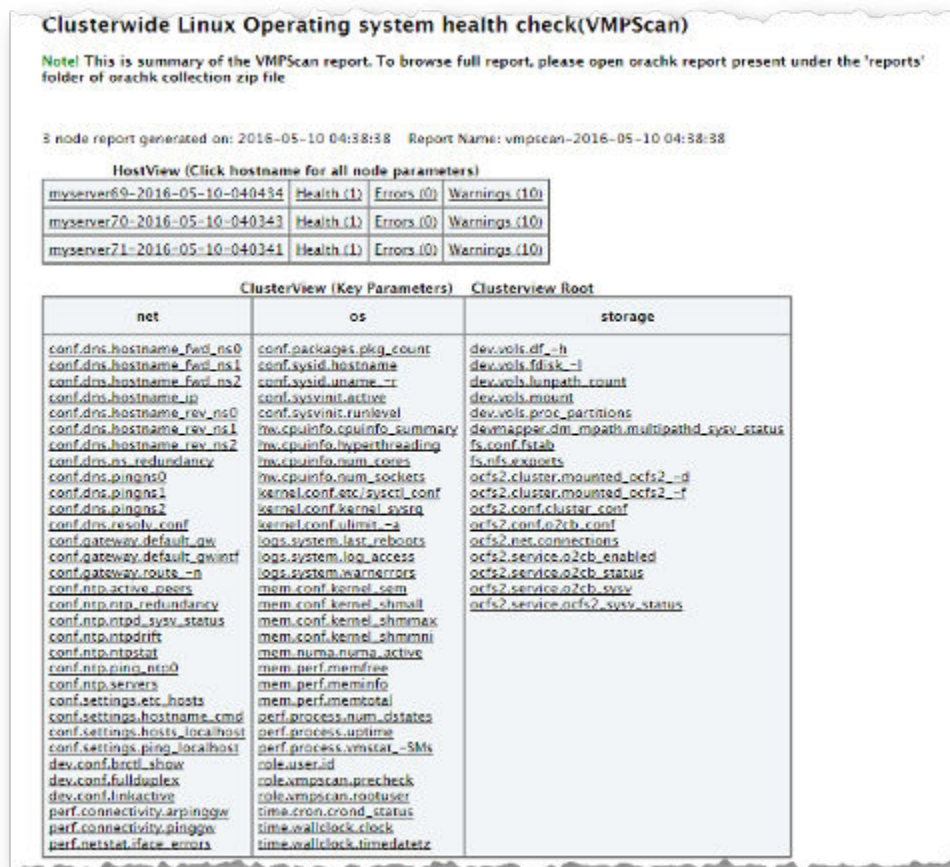 Clusterwide Linux Operating system health check(VMPScan)
Note! This is summary of the VMPScan report. To browse full report, please open orachk report present under the 'reports'
folder of orachk collection zip file
3 node report generated on: 2016-05-10 04:38:38 Report Name: vmpscan-2016-05-10 04:38:38
HostView (Click hostname for all node parameters)
myserver69-2016-05-10-040434 Health (1) Errors (0) Warnings (10)
myserver70-2016-05-10-040343 Health (1) Errors (0) Warnings (10)
myserver71-2016-05-10-040341 Health (1) Errors (0) Warnings (10)
ClusterView (Key Parameters) Clusterview Root
net os storage
conf.dns.hostname_fwd_ns0 conf.packages.pkg_count dev.vols.df_-h
conf.dns.hostname_fwd_ns1 conf.sysid.hostname dev.vols.fdisk_-l
conf.dns.hostname_fwd_ns2 conf.sysid.uname_-r dev.vols.lunpath_count
conf.dns.hostname_ip conf.sysvinit.active dev.vols.mount
conf.dns.hostname_rev_ns0 conf.sysvinit.runlevel dev.vols.proc_partitions
conf.dns.hostname_rev_ns1 hw.cpuinfo.cpuinfo_summary devmapper.dm_mpath.multipathd_sysv_status
conf.dns.hostname_rev_ns2 hw.cpuinfo.hyperthreading fs.conf.fstab
conf.dns.ns_redundancy hw.cpuinfo.num_cores fs.nfs.exports
conf.dns.pingns0 hw.cpuinfo.num_sockets ocfs2.cluster.mounted_ocfs2_-d
conf.dns.pingns1 kernel.conf.etc/sysctl_conf ocfs2.cluster.mounted_ocfs2_-f
conf.dns.pingns2 kernel.conf.kernel_sysrq ocfs2.conf.cluster_conf
conf.dns.resolv_conf kernel.conf.ulimit_-a ocfs2.conf.o2cb_conf
conf.gateway.default_gw logs.system.last_reboots ocfs2.net.connections
conf.gateway.default_gwintf logs.system.log_access ocfs2.service.o2cb_enabled
conf.gateway.route_-n logs.system.warnerrors ocfs2.service.o2cb_status
conf.ntp.active_peers mem.conf.kernel_sem ocfs2.service.o2cb_sysv
conf.ntp.ntp_redundancy mem.conf.kernel_shmall ocfs2.service.ocfs2_sysv_status
conf.ntp.ntpd_sysv_status mem.conf.kernel_shmmax
conf.ntp.ntpdrift mem.conf.kernel_shmmni
conf.ntp.ntpstat mem.numa.numa_active
conf.ntp.ping_ntp0 mem.perf.memfree
conf.ntp.servers mem.perf.meminfo
conf.settings.etc_hosts mem.perf.memtotal
conf.settings.hostname_cmd perf.process.num_dstates
conf.settings.hosts_localhost perf.process.uptime
conf.settings.ping_localhost perf.process.vmstat_-SMs
dev.conf.brctl_show role.user.id
dev.conf.fullduplex role.vmpscan.precheck
dev.conf.linkactive role.vmpscan.rootuser
perf.connectivity.arpinggw time.cron.crond_status
perf.connectivity.pinggw time.wallclock.clock
perf.netstat.iface_errors time.wallclock.timedatetz